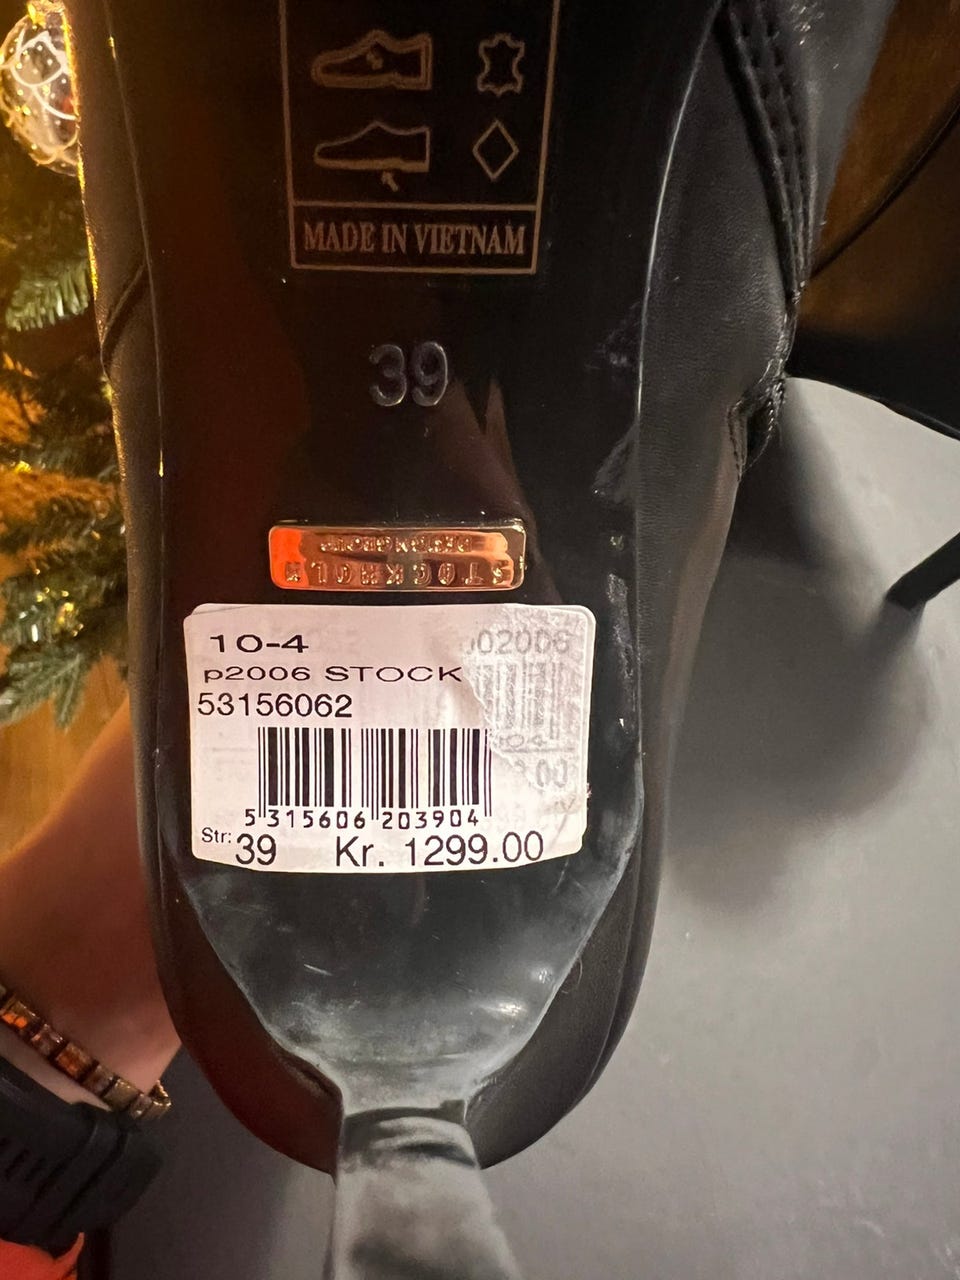 MADE IN VIETNAM
39
STOCKHOLM
DESIGN GROUP
10-4
02006
p2006 STOCK
53156062
5 315606 203904
Str: 39 Kr. 1299.00